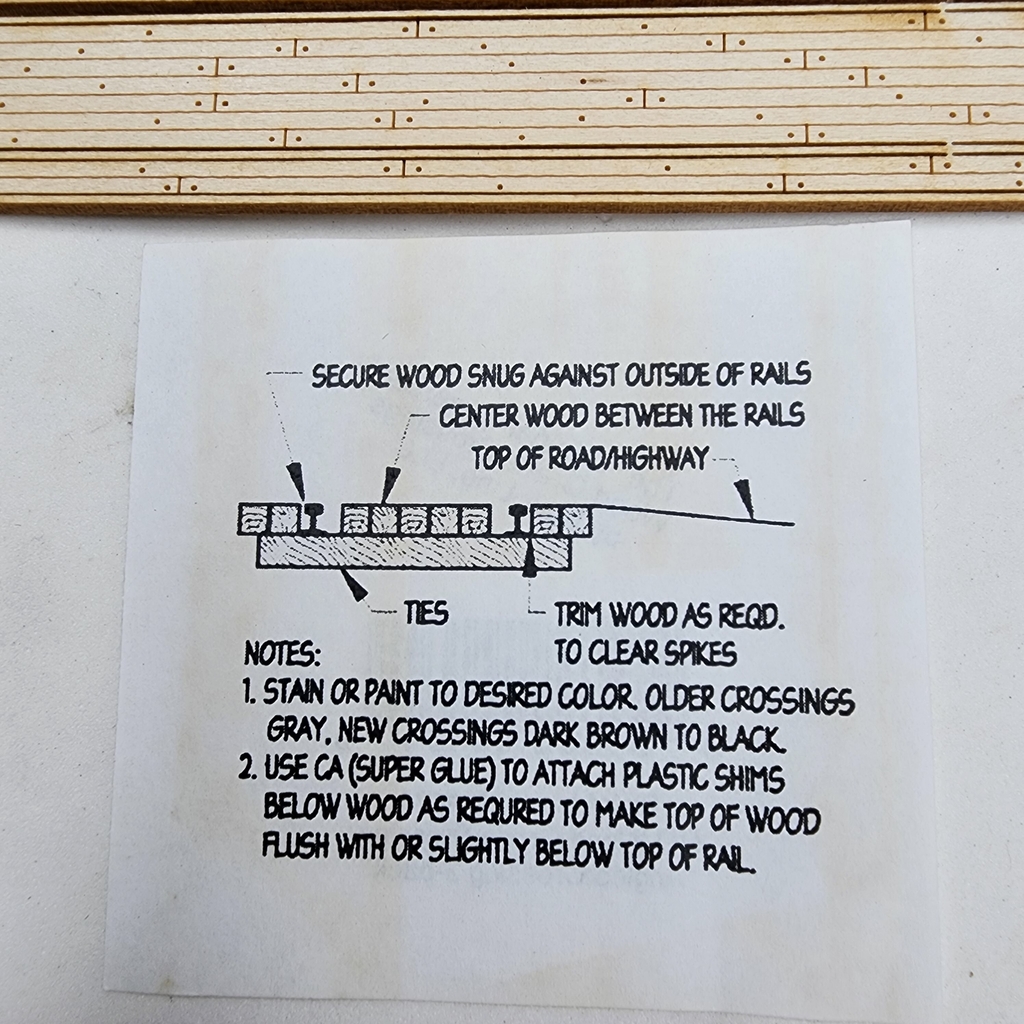 SECURE WOOD SNUG AGAINST OUTSIDE OF RAILS
CENTER WOOD BETWEEN THE RAILS
TOP OF ROAD/HIGHWAY
TIES
TRIM WOOD AS REQD.
TO CLEAR SPIKES
NOTES:
1. STAIN OR PAINT TO DESIRED COLOR. OLDER CROSSINGS
GRAY, NEW CROSSINGS DARK BROWN TO BLACK.
2. USE CA (SUPER GLUE) TO ATTACH PLASTIC SHIMS
BELOW WOOD AS REQURED TO MAKE TOP OF WOOD
FLUSH WITH OR SLIGHTLY BELOW TOP OF RAIL.